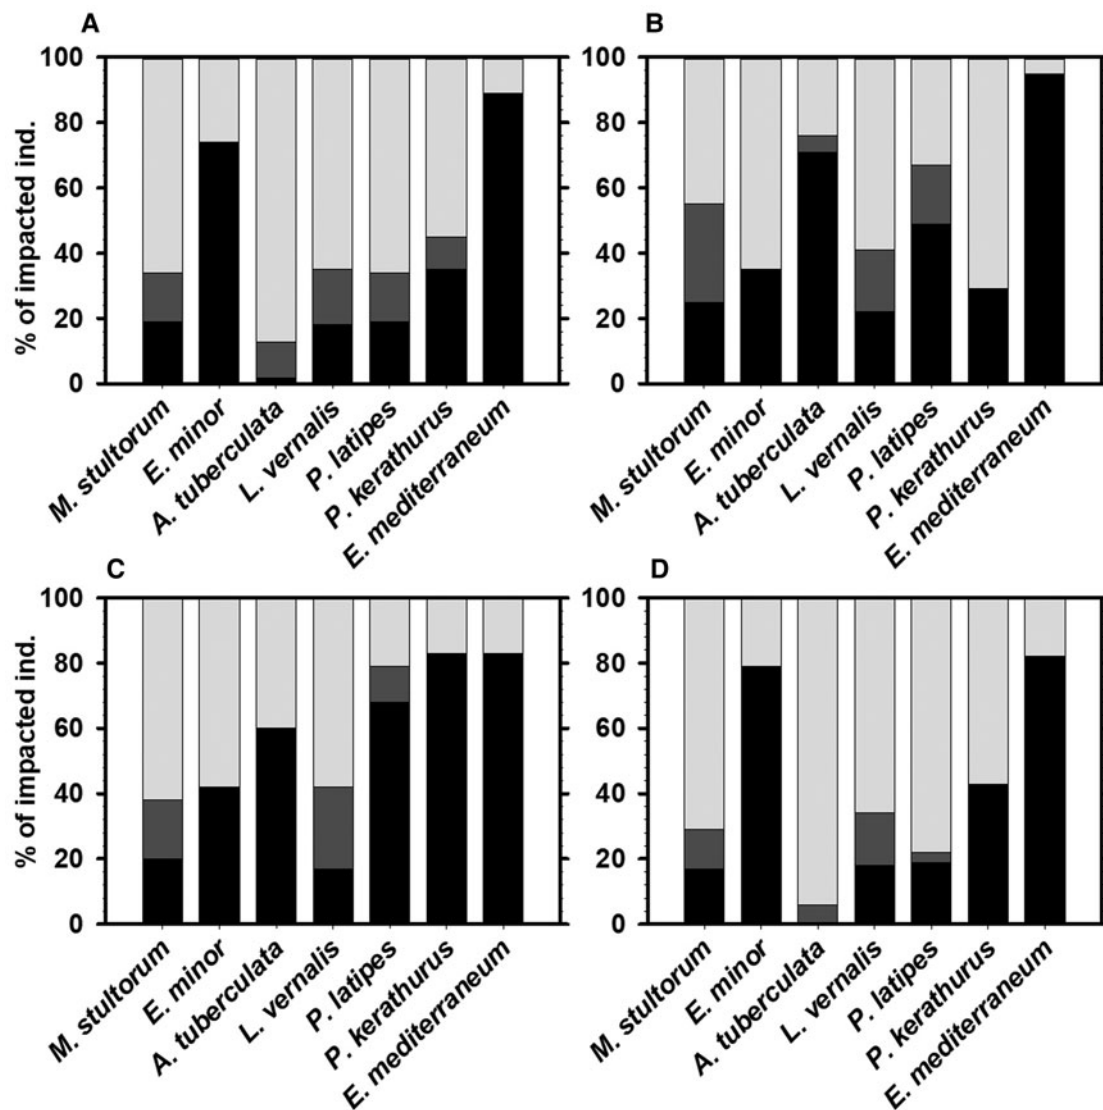 A
B
% of impacted ind.
100
80
60
40
20
0
100
80
60
40
20
0
M. stultorum
E. minor
A. tuberculata
L. vernalis
P. latipes
P. kerathurus
E. mediterraneum
M. stultorum
E. minor
A. tuberculata
L. vernalis
P. latipes
P. kerathurus
E. mediterraneum
C
D
% of impacted ind.
100
80
60
40
20
0
100
80
60
40
20
0
M. stultorum
E. minor
A. tuberculata
L. vernalis
P. latipes
P. kerathurus
E. mediterraneum
M. stultorum
E. minor
A. tuberculata
L. vernalis
P. latipes
P. kerathurus
E. mediterraneum